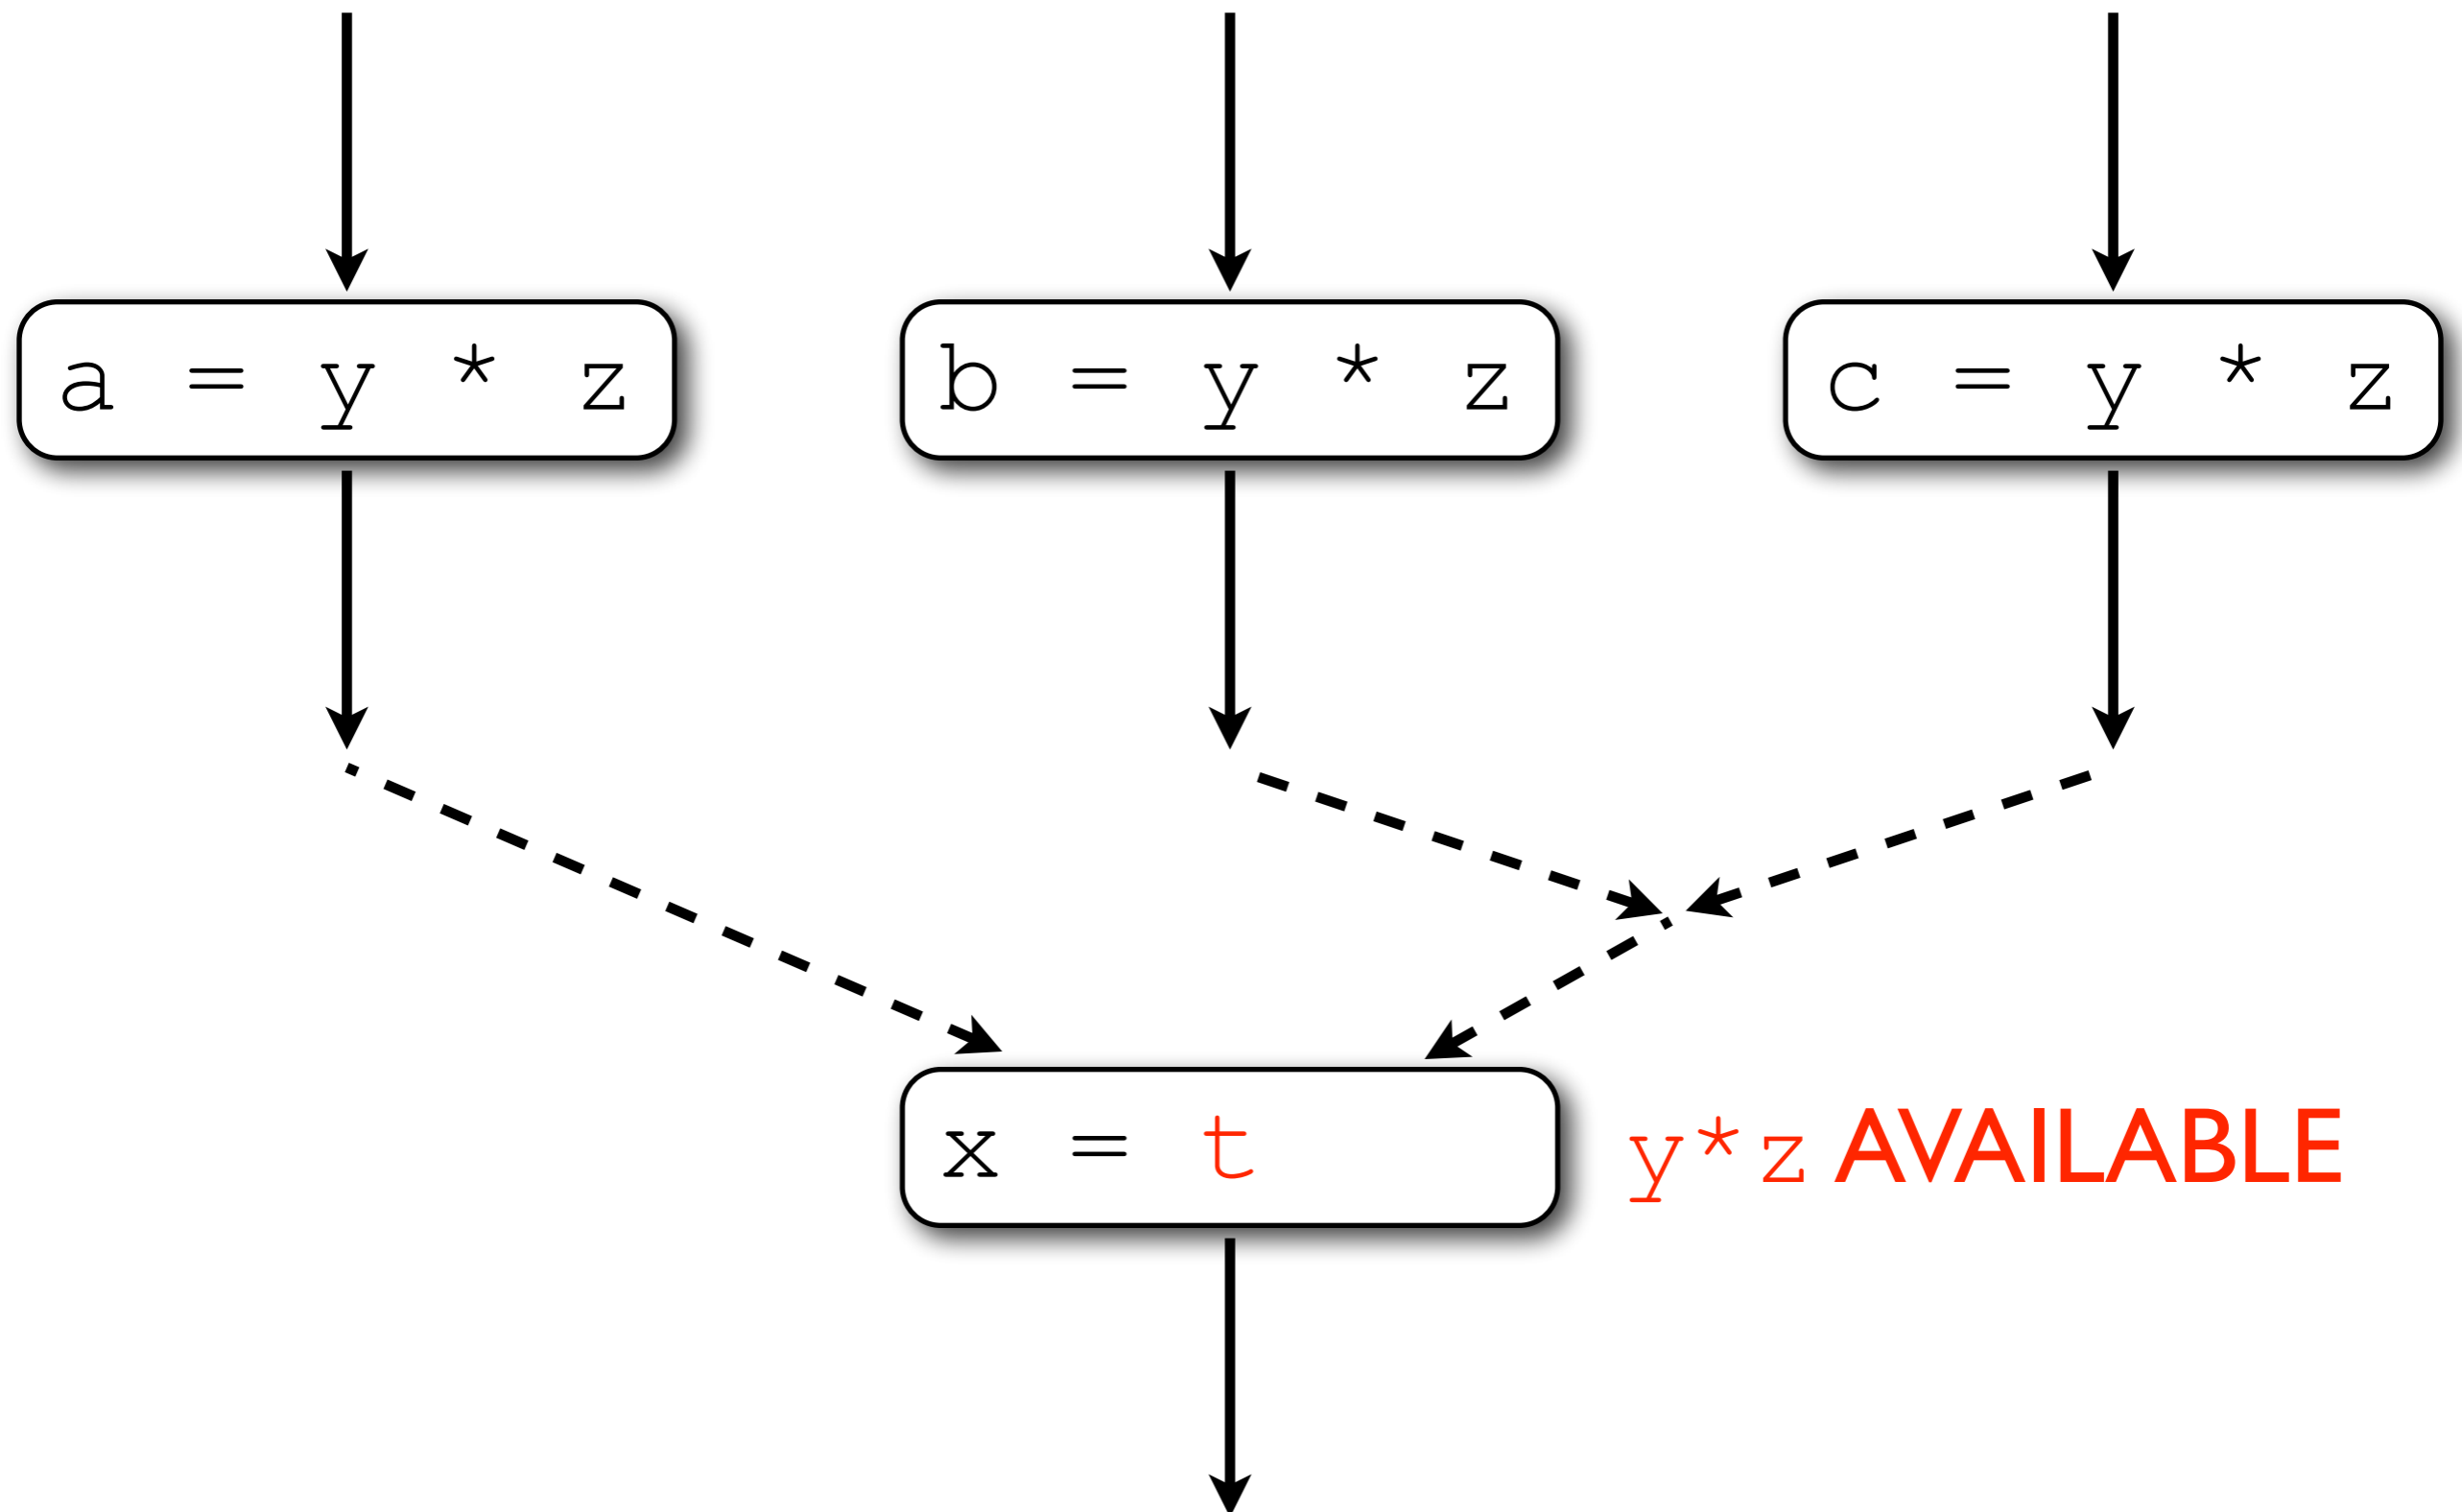 a = y * z
b = y * z
c = y * z
x = t
y*z AVAILABLE